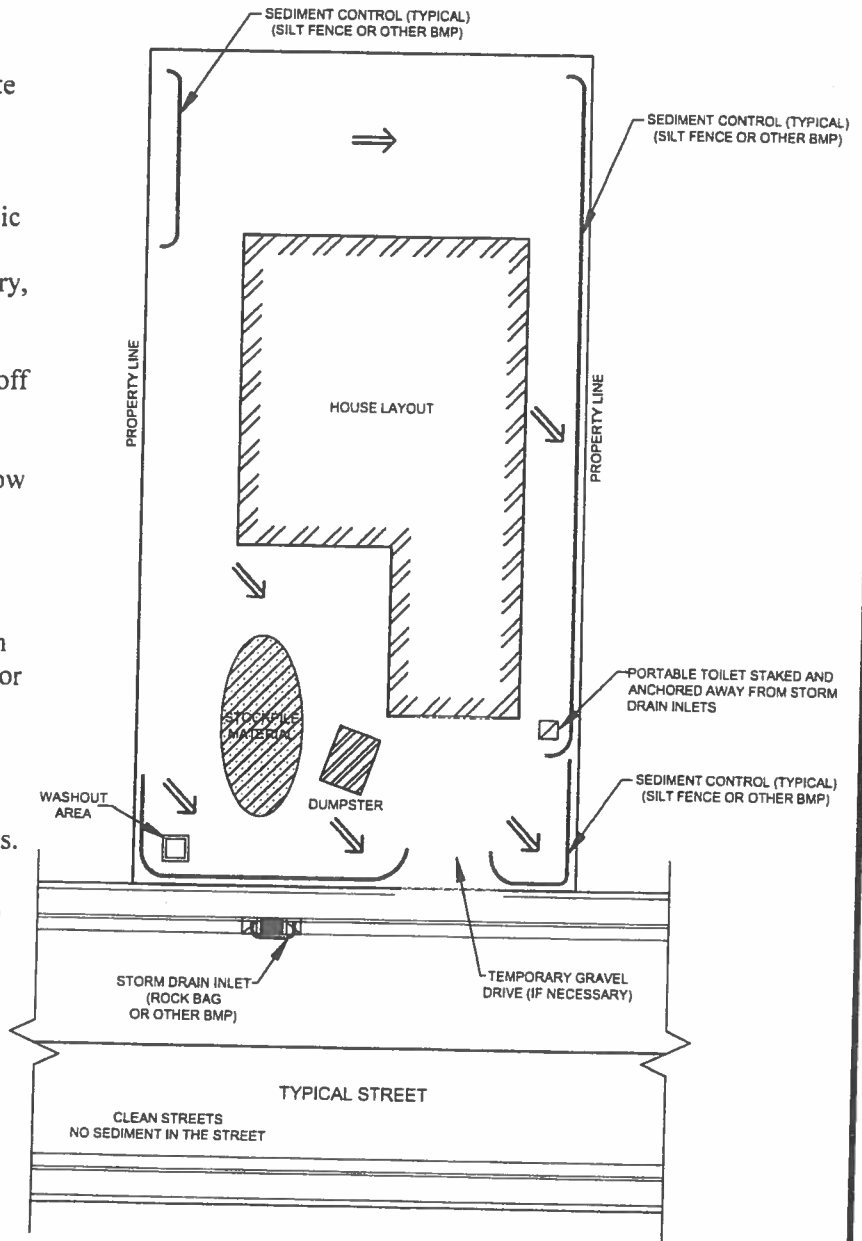 SEDIMENT CONTROL (TYPICAL)
(SILT FENCE OR OTHER BMP)
SEDIMENT CONTROL (TYPICAL)
(SILT FENCE OR OTHER BMP)
ic
ry,
off
ow
or
s.
PROPERTY LINE
HOUSE LAYOUT
PROPERTY LINE
STOCKPILE
MATERIAL
DUMPSTER
PORTABLE TOILET STAKED AND
ANCHORED AWAY FROM STORM
DRAIN INLETS
WASHOUT
AREA
SEDIMENT CONTROL (TYPICAL)
(SILT FENCE OR OTHER BMP)
STORM DRAIN INLET
(ROCK BAG
OR OTHER BMP)
TEMPORARY GRAVEL
DRIVE (IF NECESSARY)
TYPICAL STREET
CLEAN STREETS
NO SEDIMENT IN THE STREET